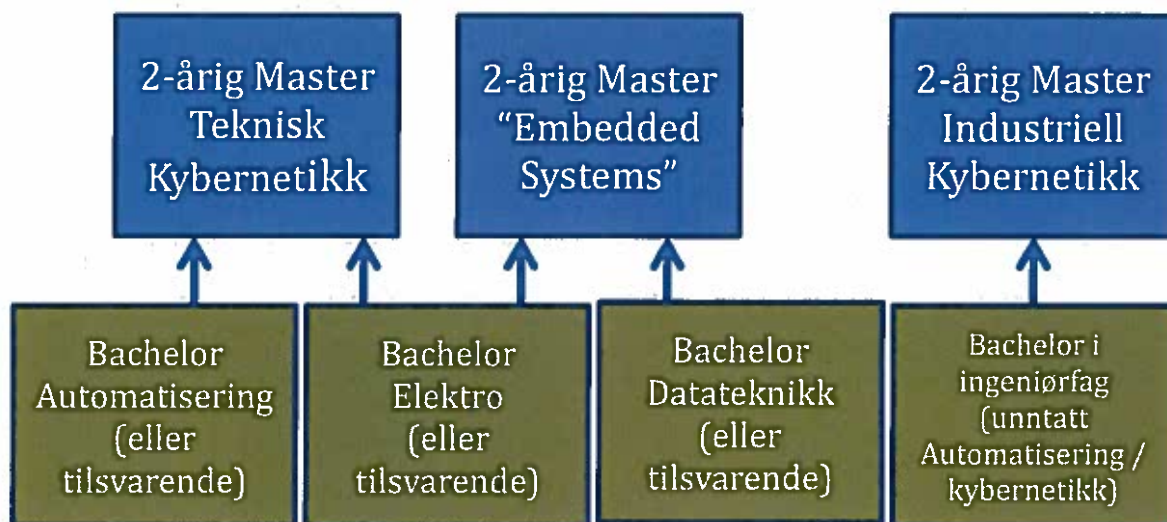 2-årig Master
Teknisk
Kybernetikk
2-årig Master
“Embedded
Systems”
2-årig Master
Industriell
Kybernetikk
Bachelor
Automatisering
(eller
tilsvarende)
Bachelor
Elektro
(eller
tilsvarende)
Bachelor
Datateknikk
(eller
tilsvarende)
Bachelor i
ingeniørfag
(unntatt
Automatisering /
kybernetikk)